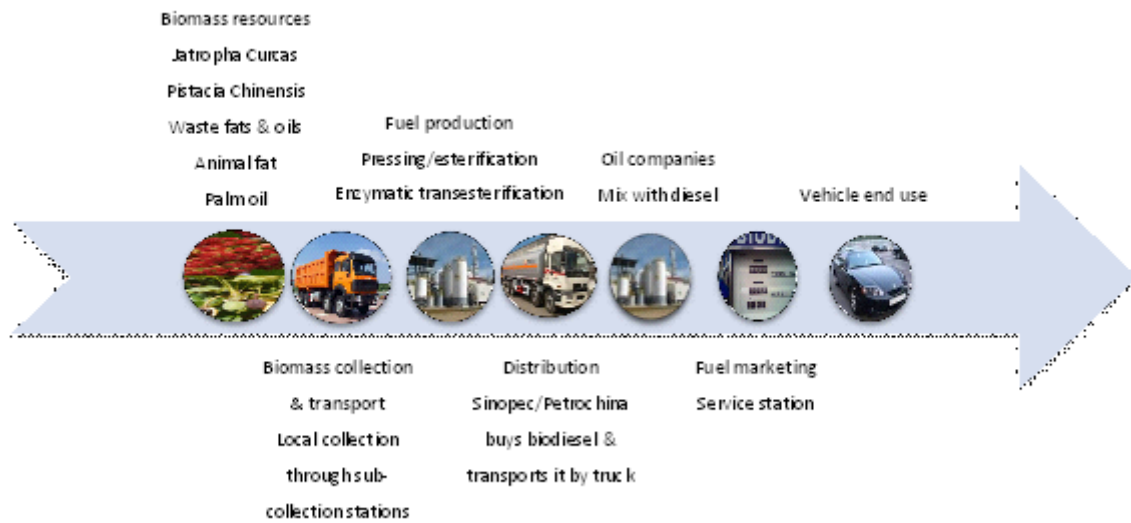 Biomass resources
Jatropha Curcas
Pistacia Chinensis
Waste fats & oils
Animal fat
Palm oil
Fuel production
Pressing/esterification
Enzymatic transesterification
Oil companies
Mix with diesel
Vehicle end use
Biomass collection
& transport
Local collection
through sub-
collection stations
Distribution
Sinopec/Petrochina
buys biodiesel &
transports it by truck
Fuel marketing
Service station